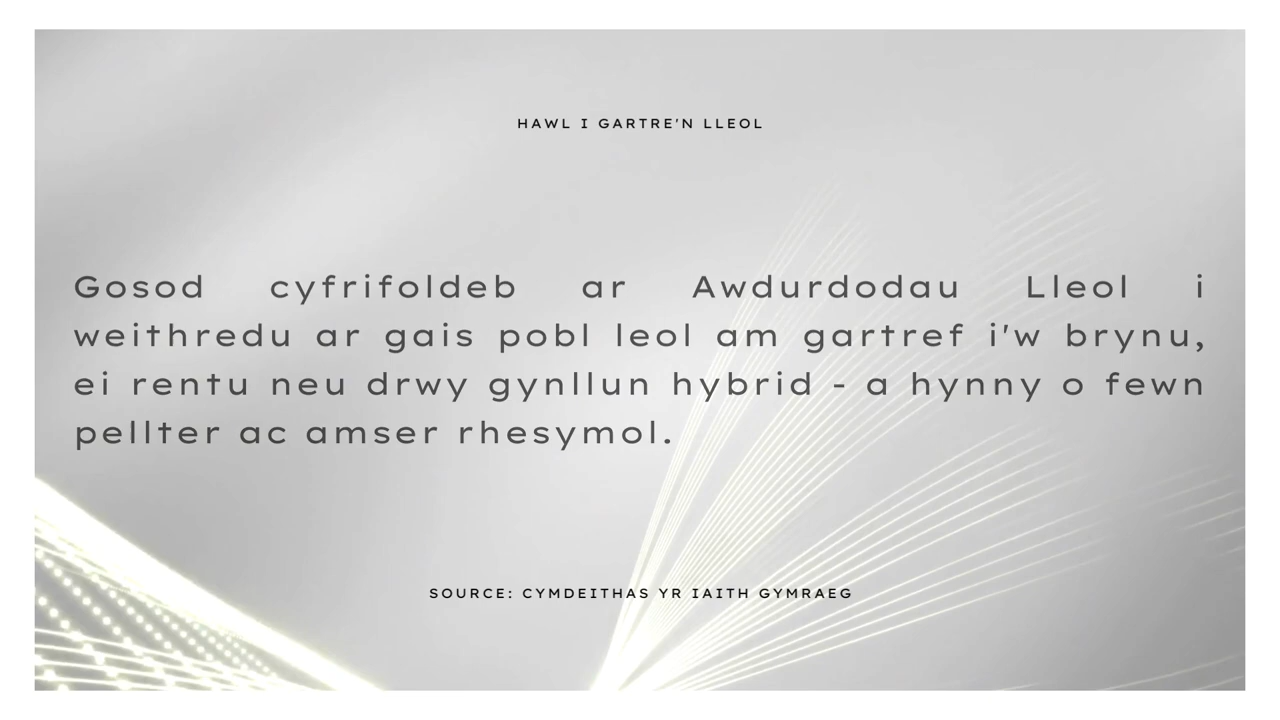 HAWL I GARTRE'N LLEOL
Gosod cyfrifoldeb ar Awdurdodau Lleol i
weithredu ar gais pobl leol am gartref i'w brynu,
ei rentu neu drwy gynllun hybrid - a hynny o fewn
pellter ac amser rhesymol.
SOURCE: CYMDEITHAS YR IAITH GYMRAEG